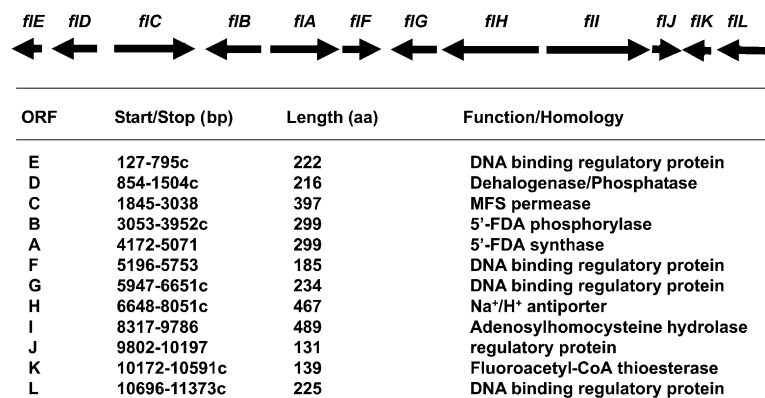 flE flD flC flB flA flF flG flH flI flJ flK flL
ORF Start/Stop (bp) Length (aa) Function/Homology
E 127-795c 222 DNA binding regulatory protein
D 854-1504c 216 Dehalogenase/Phosphatase
C 1845-3038 397 MFS permease
B 3053-3952c 299 5’-FDA phosphorylase
A 4172-5071 299 5’-FDA synthase
F 5196-5753 185 DNA binding regulatory protein
G 5947-6651c 234 DNA binding regulatory protein
H 6648-8051c 467 Na⁺/H⁺ antiporter
I 8317-9786 489 Adenosylhomocysteine hydrolase
J 9802-10197 131 regulatory protein
K 10172-10591c 139 Fluoroacetyl-CoA thioesterase
L 10696-11373c 225 DNA binding regulatory protein